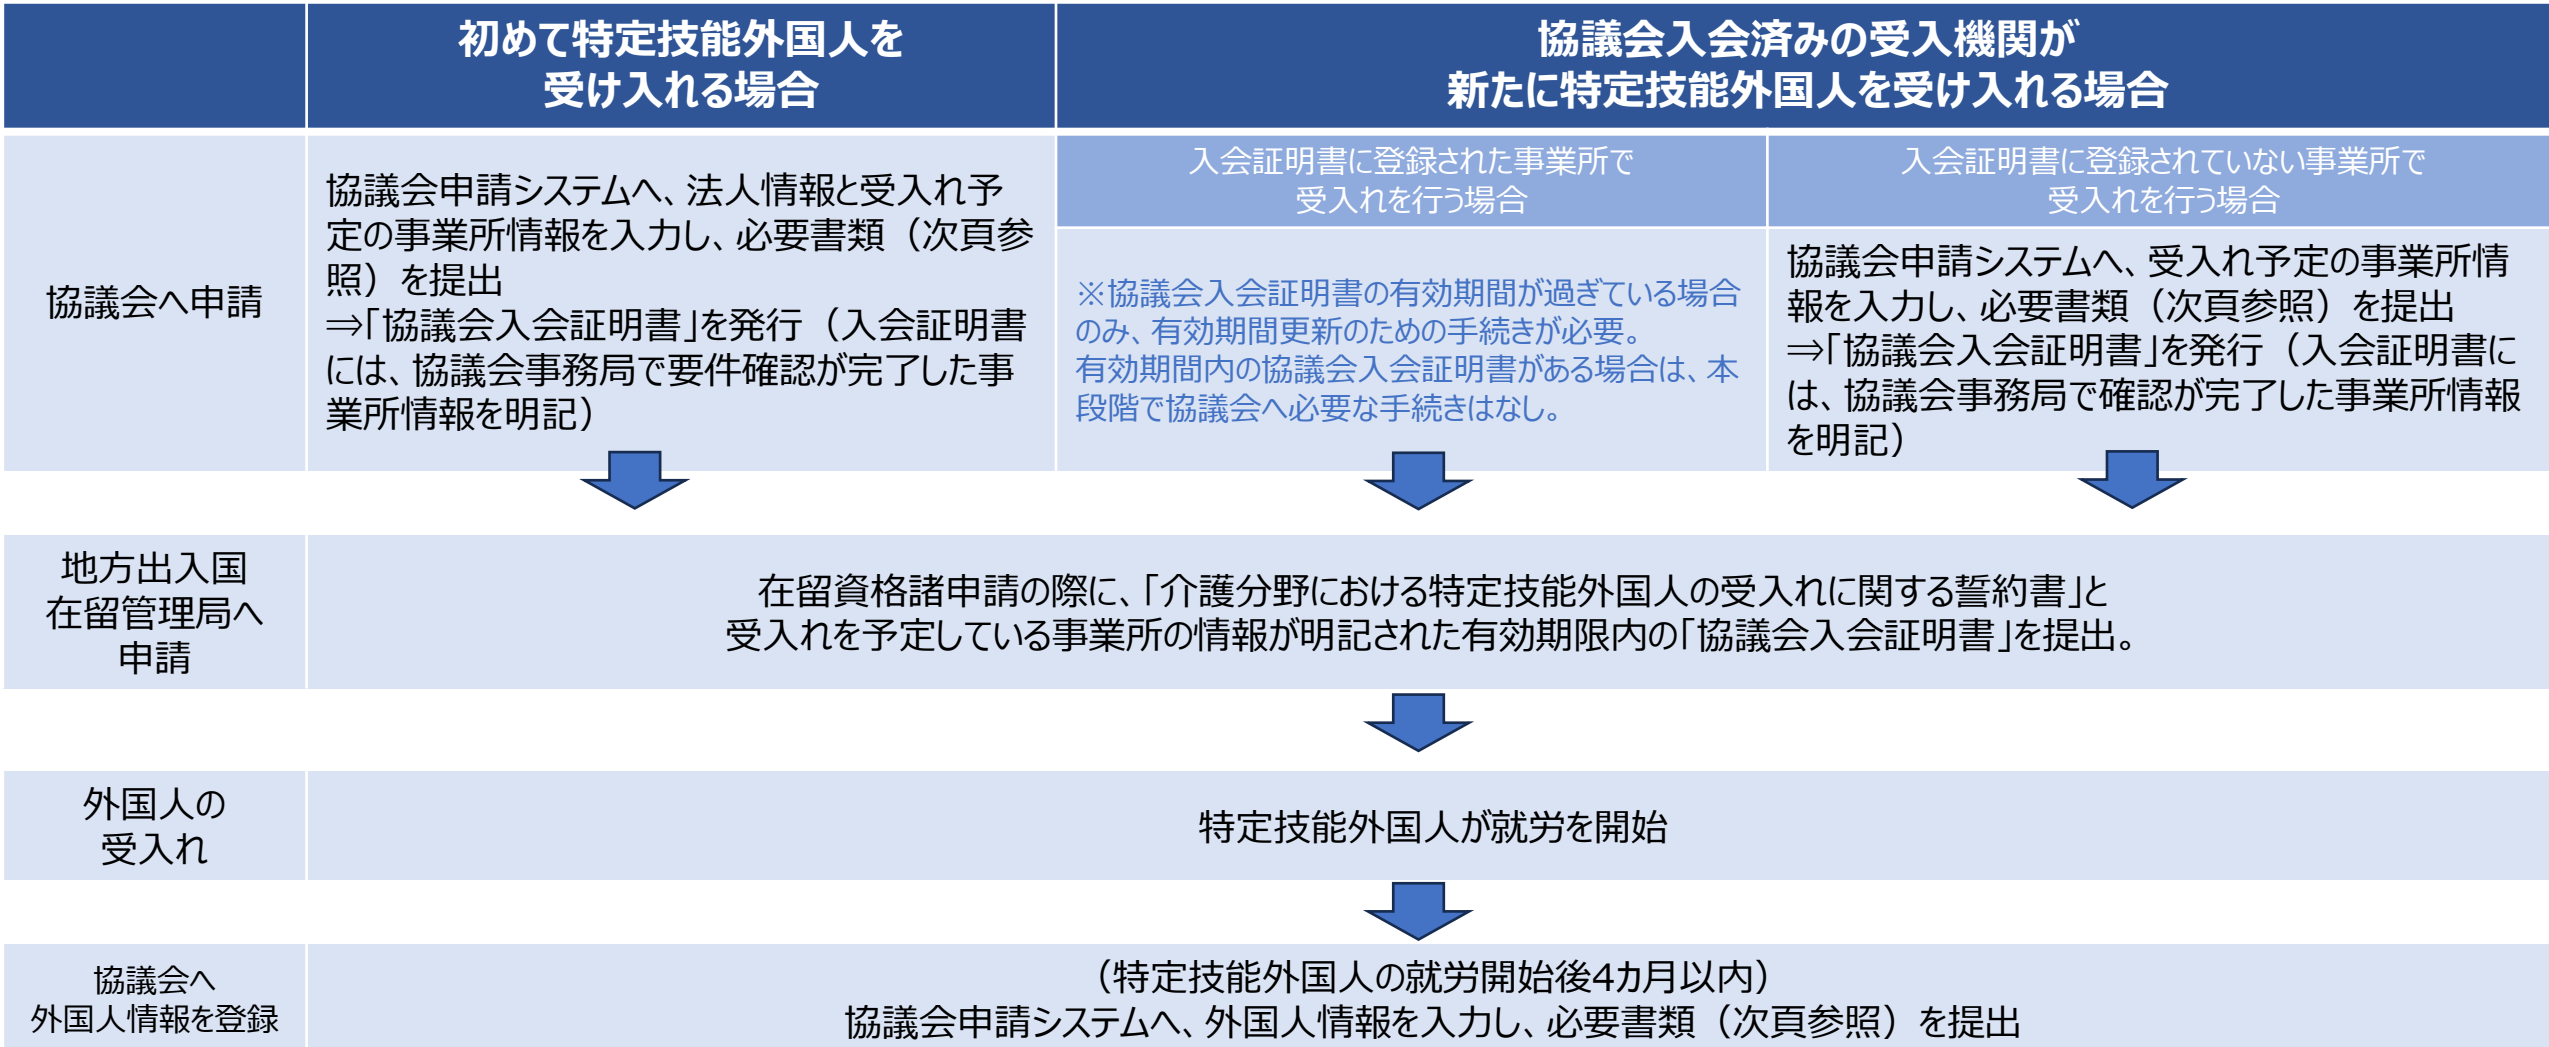 初めて特定技能外国人を
受け入れる場合
協議会入会済みの受入機関が
新たに特定技能外国人を受け入れる場合
協議会へ申請
協議会申請システムへ、法人情報と受入れ予
定の事業所情報を入力し、必要書類（次頁参
照）を提出
⇒「協議会入会証明書」を発行（入会証明書
には、協議会事務局で要件確認が完了した事
業所情報を明記）
入会証明書に登録された事業所で
受入れを行う場合
※協議会入会証明書の有効期間が過ぎている場合
のみ、有効期間更新のための手続きが必要。
有効期間内の協議会入会証明書がある場合は、本
段階で協議会へ必要な手続きはなし。
入会証明書に登録されていない事業所で
受入れを行う場合
協議会申請システムへ、受入れ予定の事業所情
報を入力し、必要書類（次頁参照）を提出
⇒「協議会入会証明書」を発行（入会証明書に
は、協議会事務局で確認が完了した事業所情報
を明記）
地方出入国
在留管理局へ
申請
在留資格諸申請の際に、「介護分野における特定技能外国人の受入れに関する誓約書」と
受入れを予定している事業所の情報が明記された有効期限内の「協議会入会証明書」を提出。
外国人の
受入れ
特定技能外国人が就労を開始
協議会へ
外国人情報を登録
（特定技能外国人の就労開始後4カ月以内）
協議会申請システムへ、外国人情報を入力し、必要書類（次頁参照）を提出